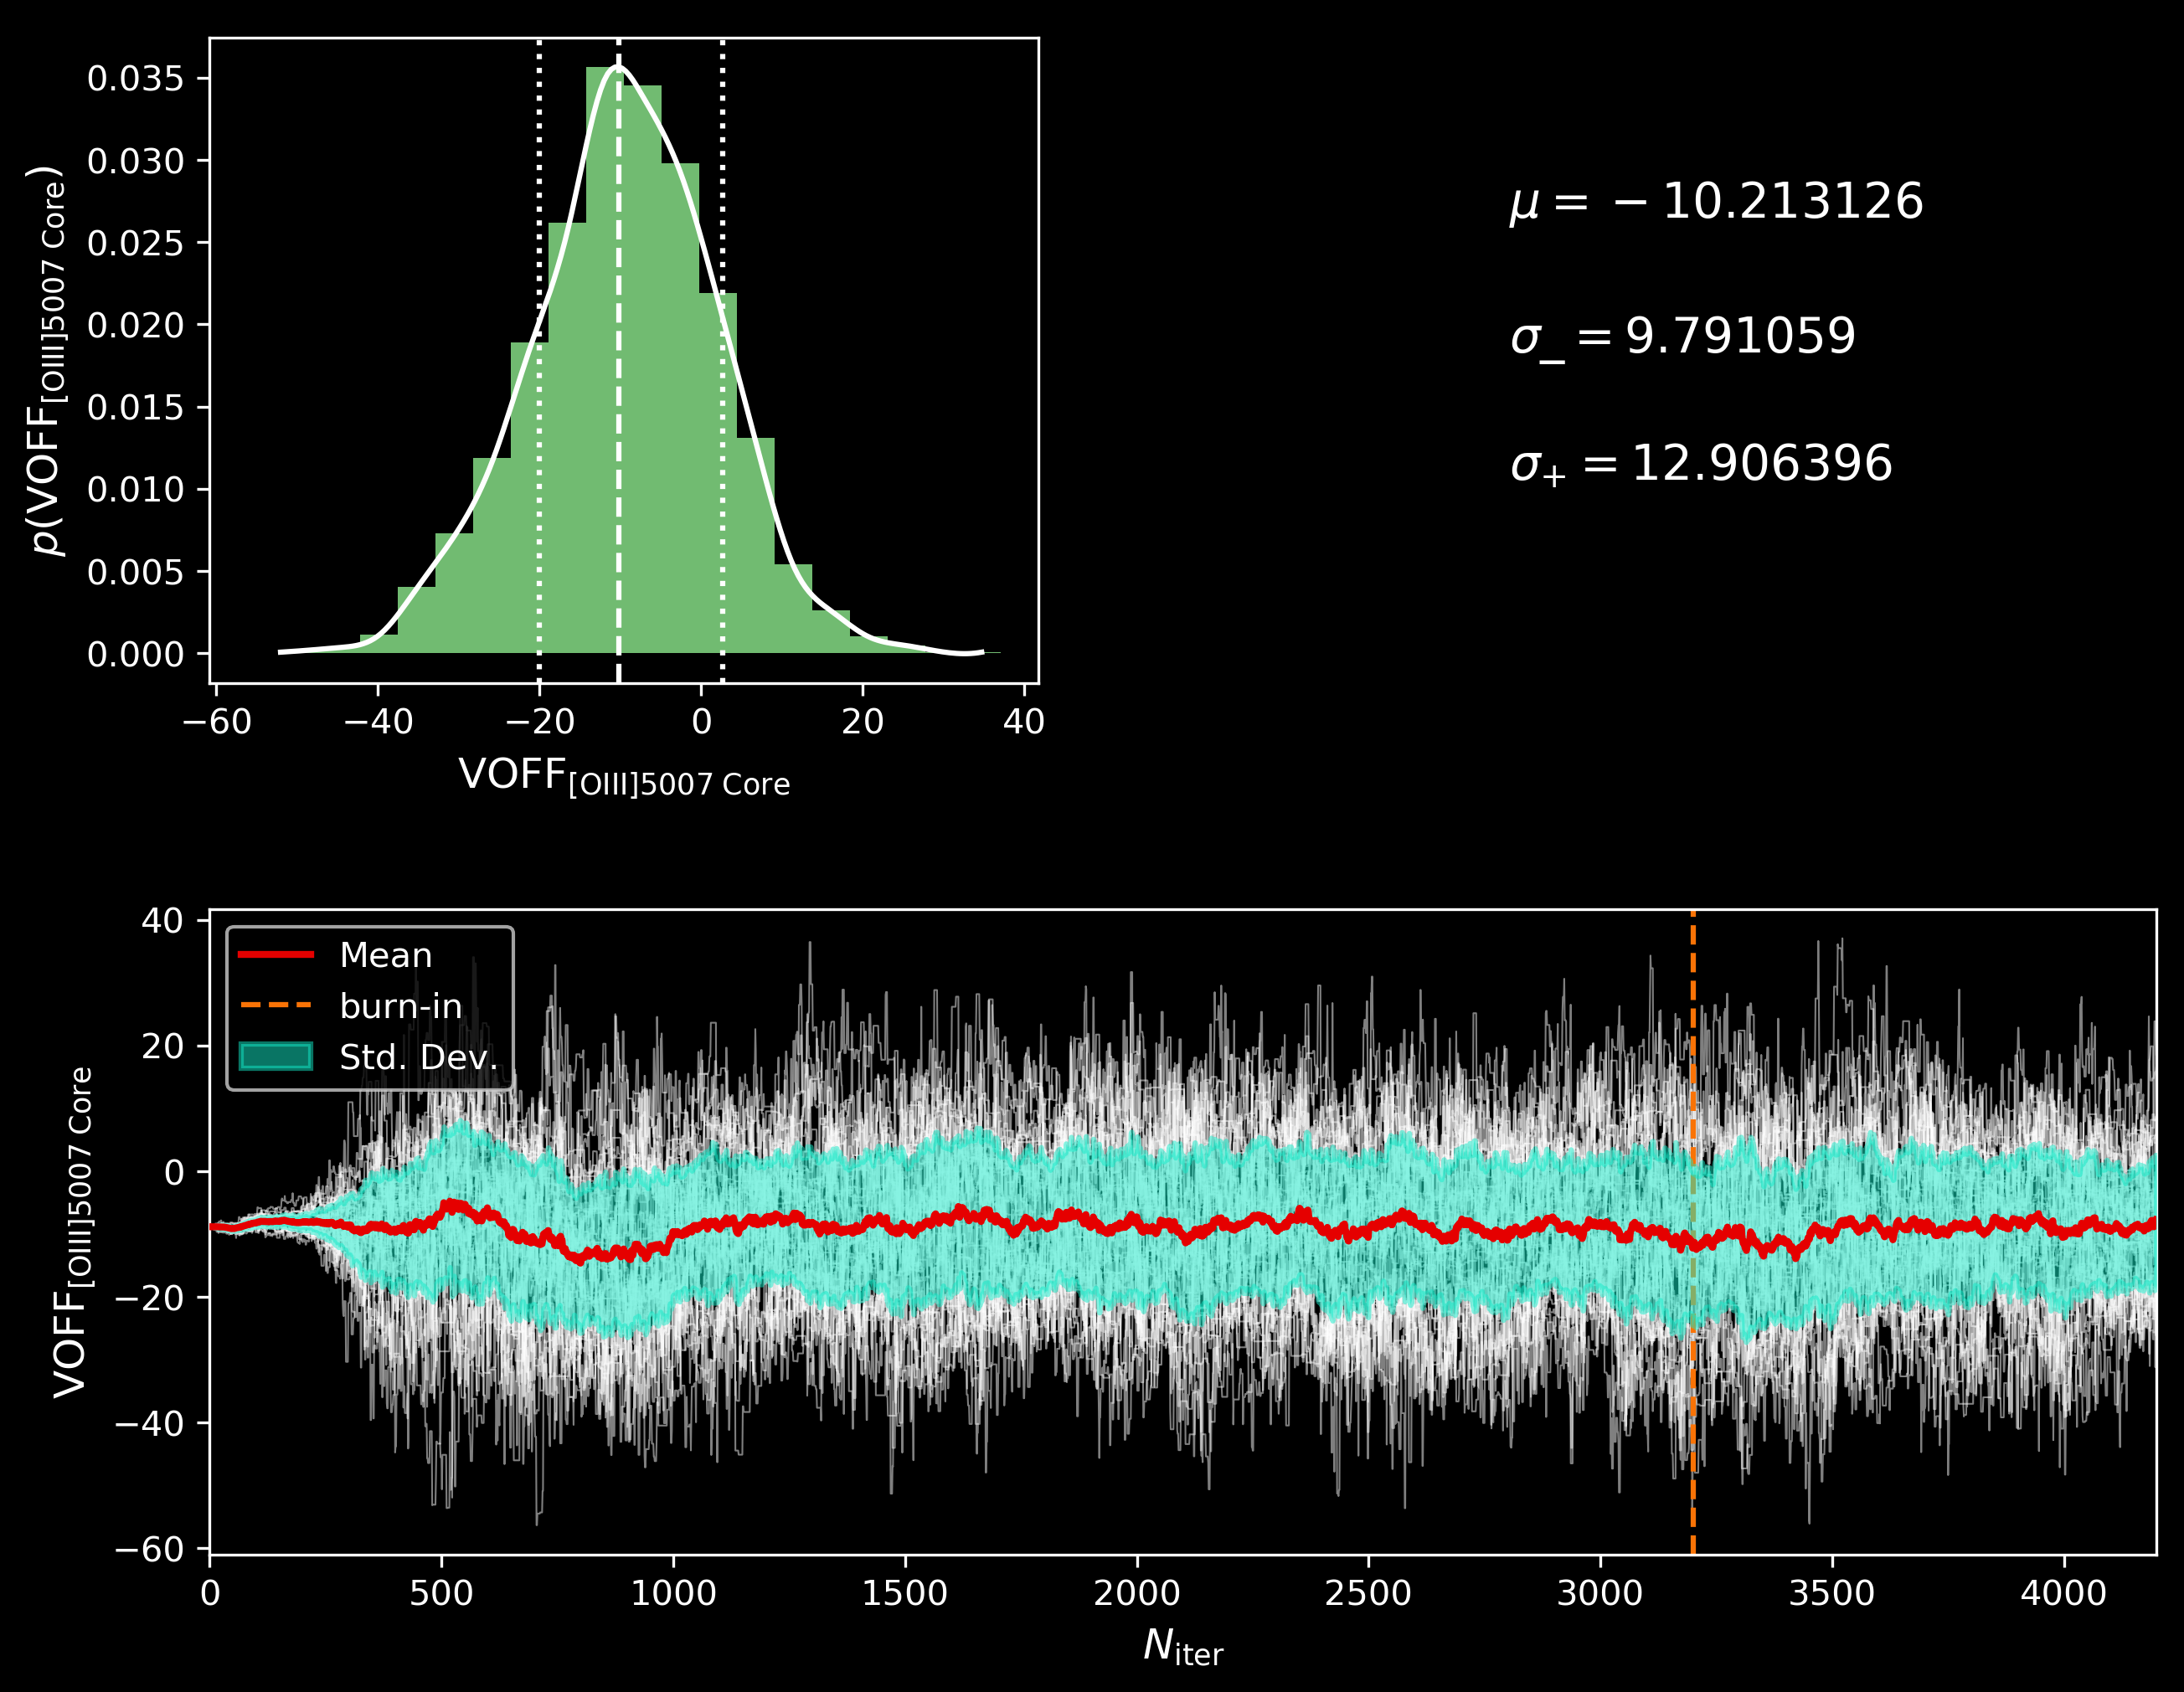 0.035
0.030
0.025
0.020
0.015
0.010
0.005
0.000
p(VOFF[OIII]5007 Core)
−60 −40 −20 0 20 40
VOFF[OIII]5007 Core
μ = −10.213126
σ− = 9.791059
σ+ = 12.906396
40
20
0
−20
−40
−60
VOFF[OIII]5007 Core
Mean
burn-in
Std. Dev.
0 500 1000 1500 2000 2500 3000 3500 4000
Niter